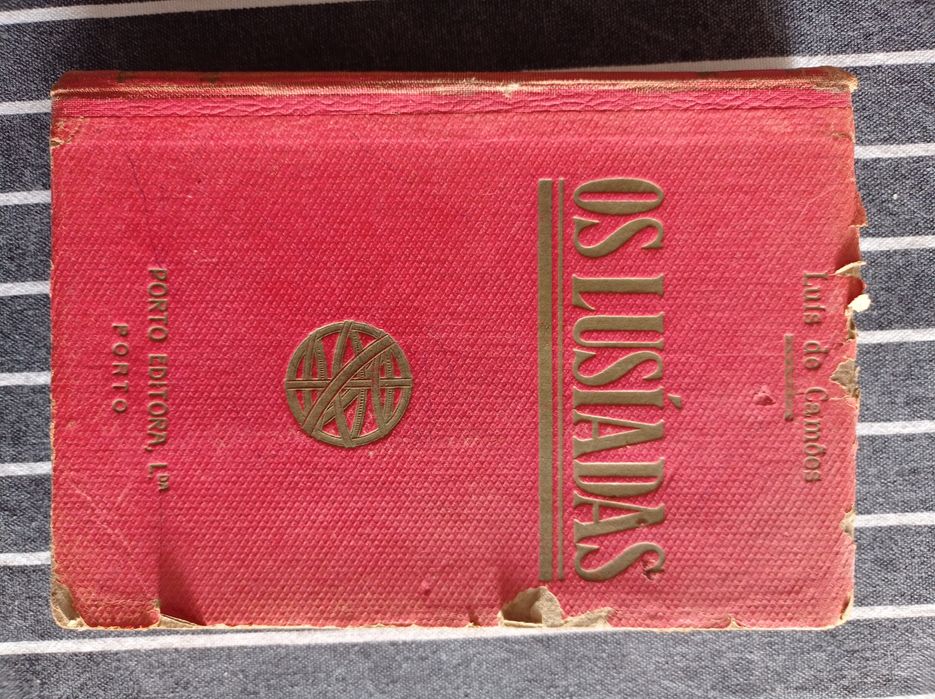 Luís de Camões
OS LUSÍADAS
PORTO EDITORA, L.DA
PORTO